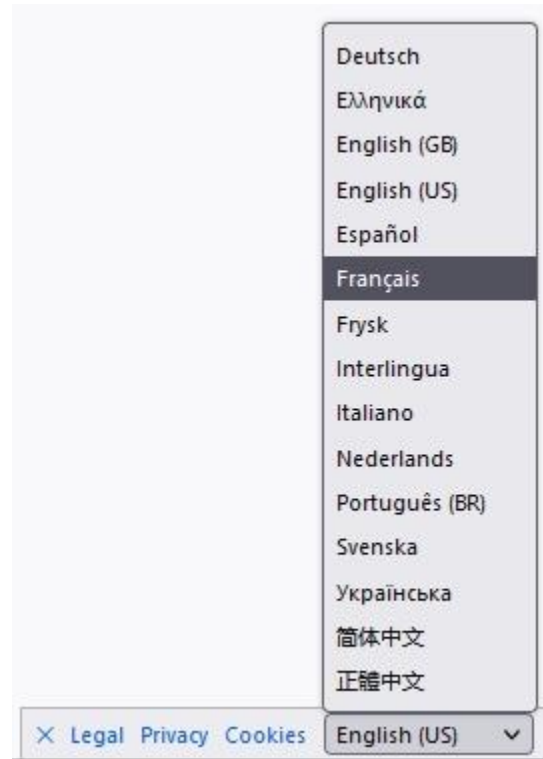 Deutsch
Ελληνικά
English (GB)
English (US)
Español
Français
Frysk
Interlingua
Italiano
Nederlands
Português (BR)
Svenska
Українська
简体中文
正體中文
Legal Privacy Cookies English (US)